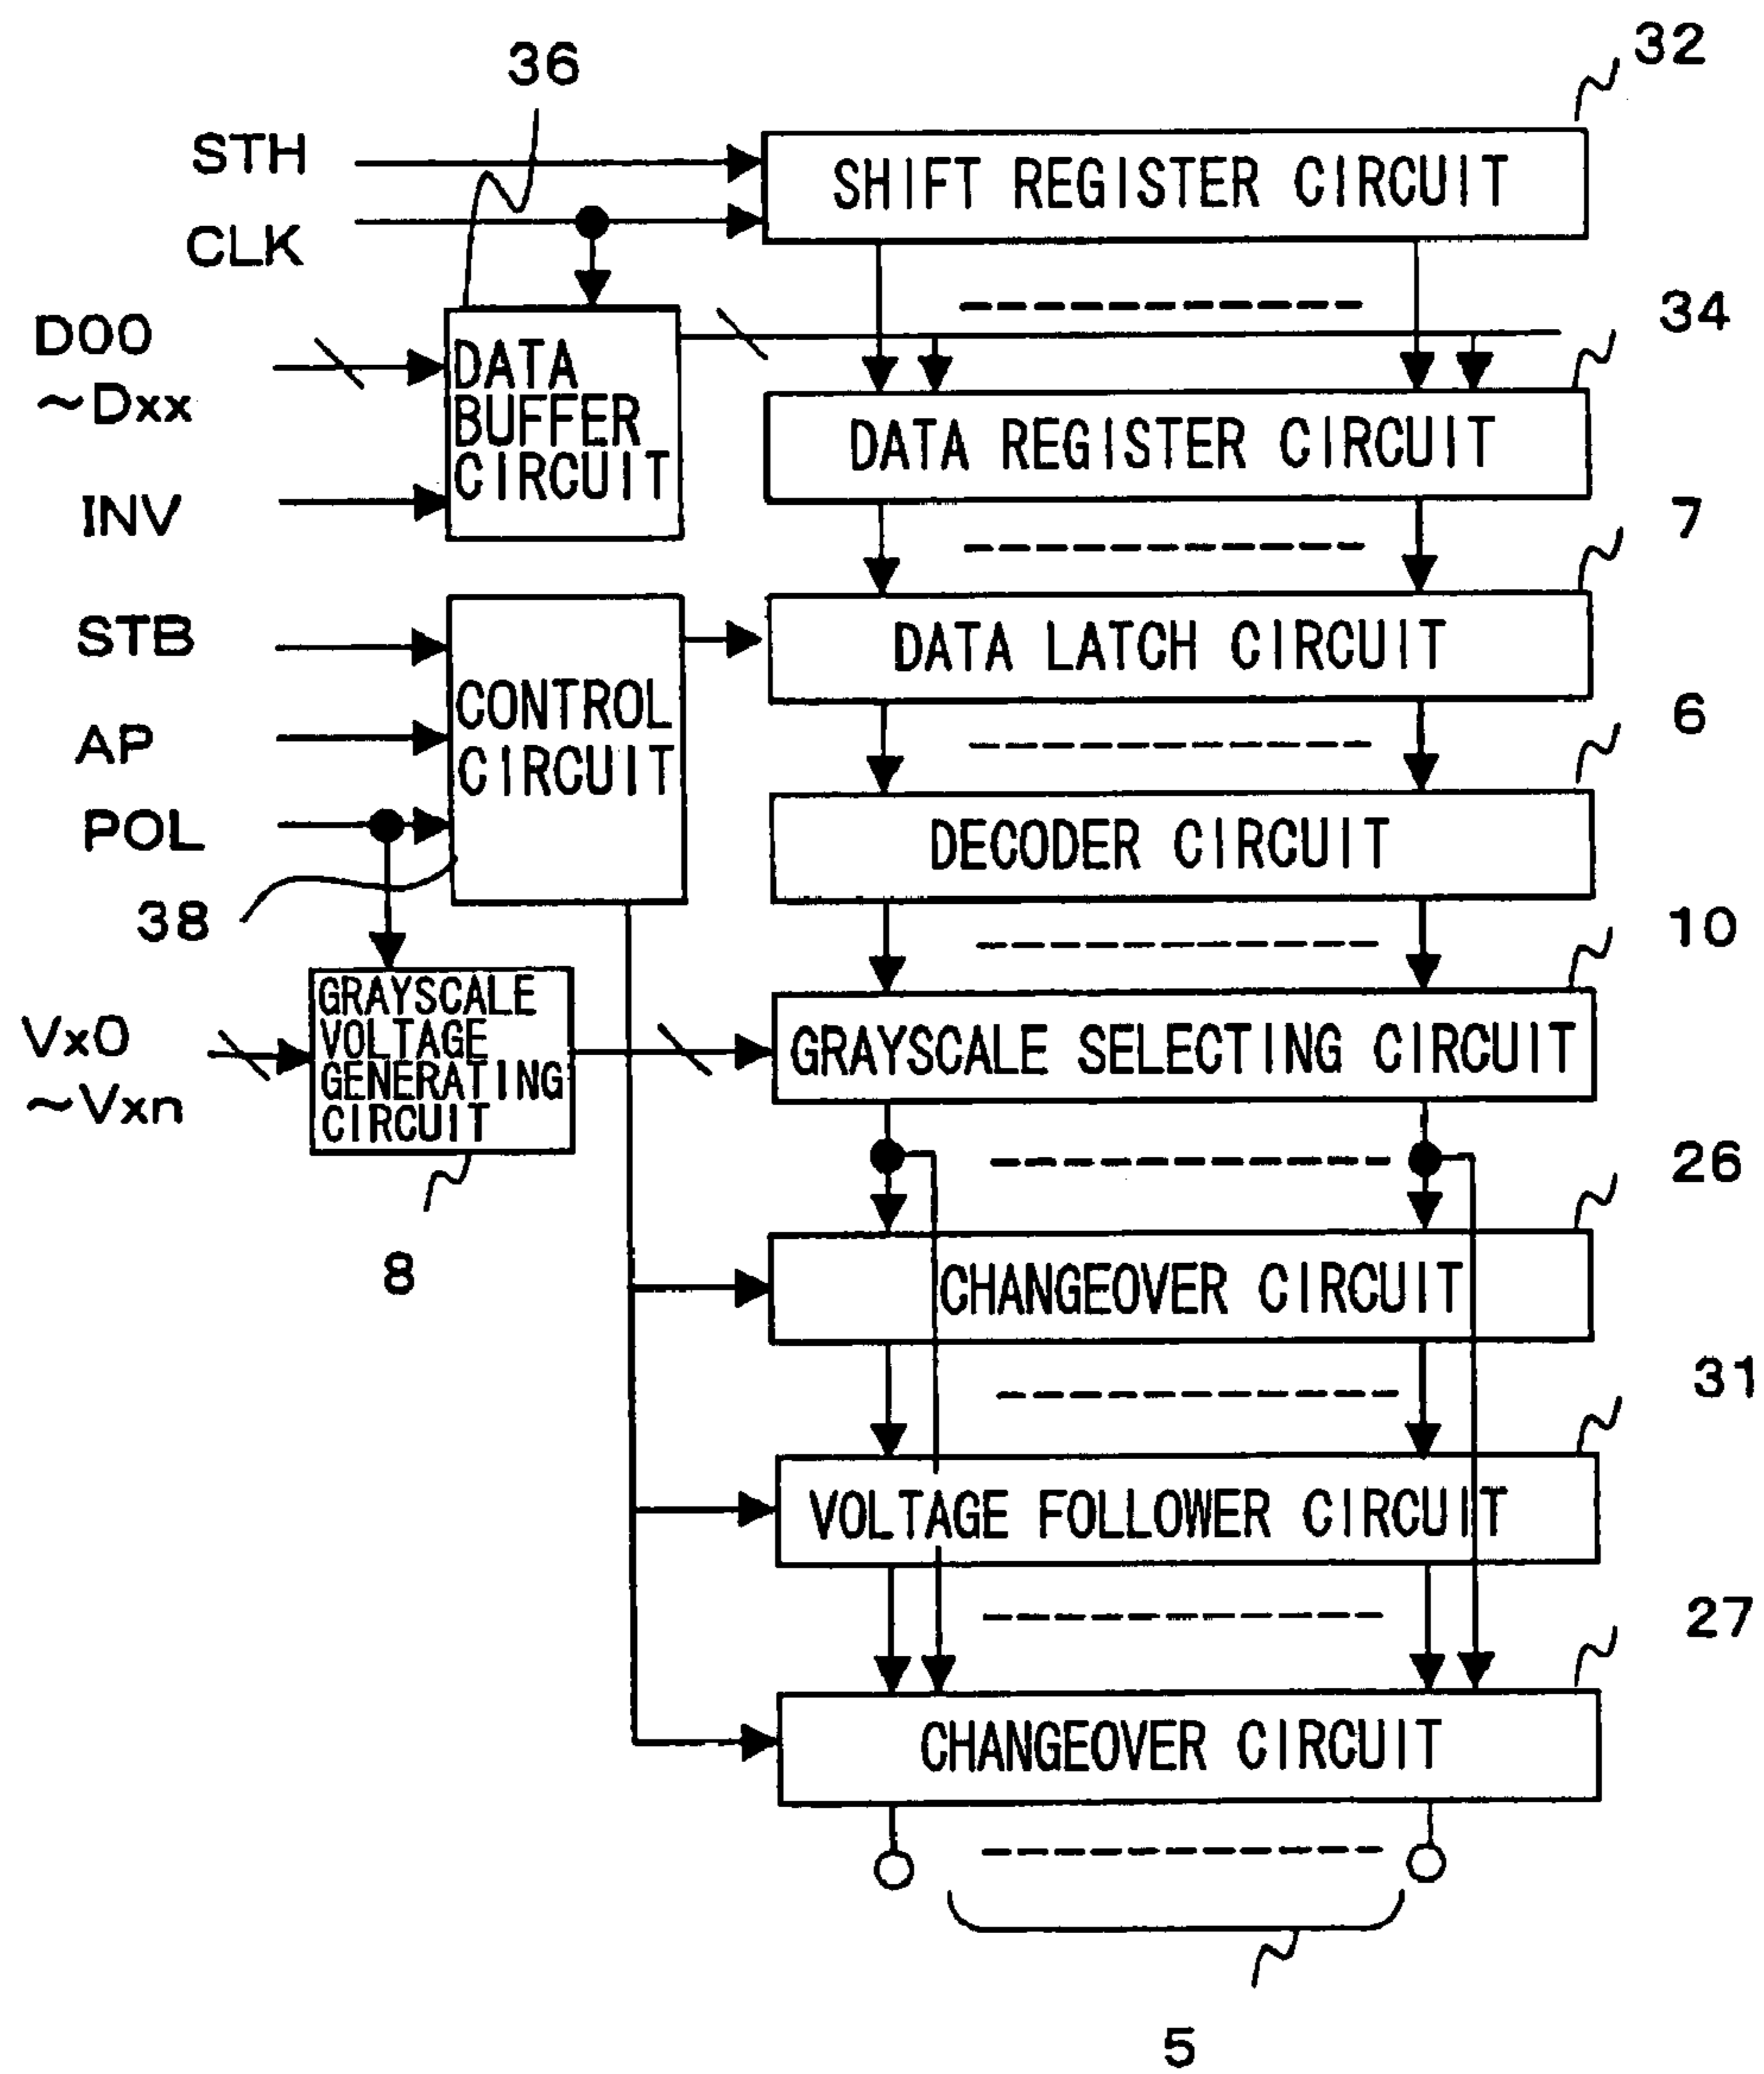 36
32
STH
SHIFT REGISTER CIRCUIT
CLK
34
D00
~Dxx
DATA
BUFFER
CIRCUIT
DATA REGISTER CIRCUIT
INV
7
STB
DATA LATCH CIRCUIT
CONTROL
CIRCUIT
AP
6
POL
DECODER CIRCUIT
38
10
GRAYSCALE
VOLTAGE
GENERATING
CIRCUIT
Vx0
~Vxn
GRAYSCALE SELECTING CIRCUIT
26
8
CHANGEOVER CIRCUIT
31
VOLTAGE FOLLOWER CIRCUIT
27
CHANGEOVER CIRCUIT
5